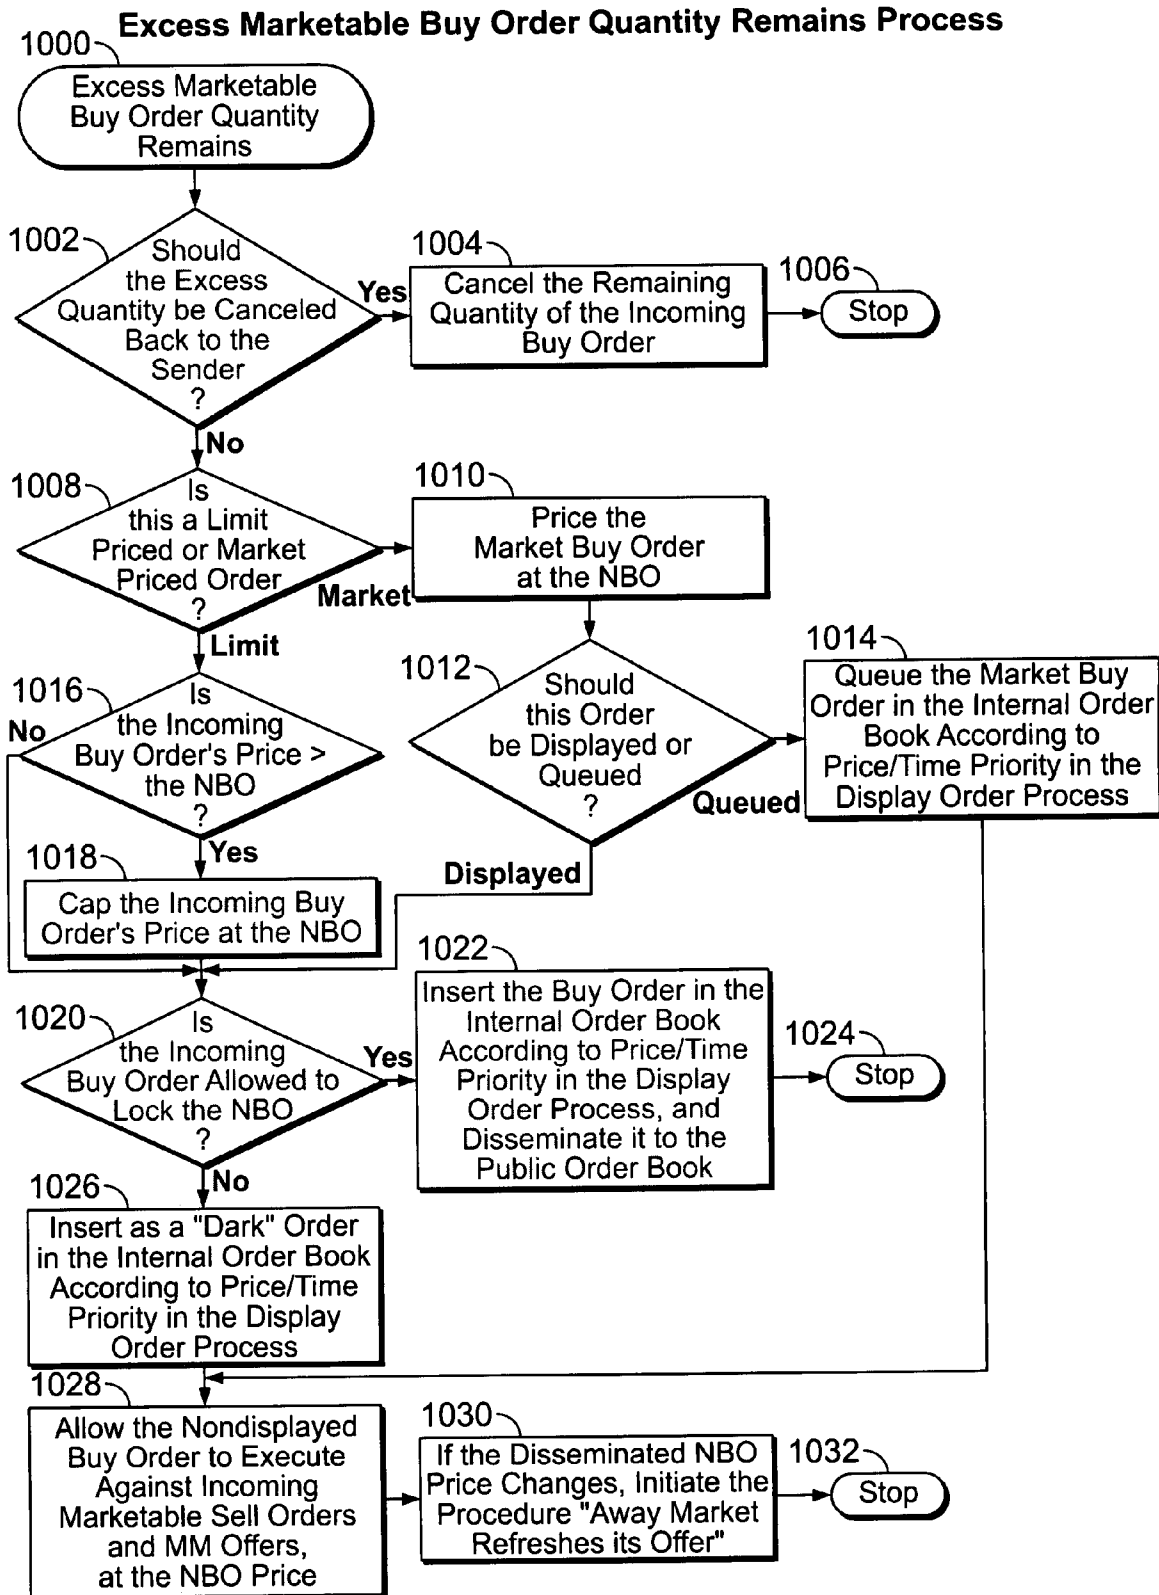 Excess Marketable Buy Order Quantity Remains Process
1000
Excess Marketable
Buy Order Quantity
Remains
1002
Should
the Excess
Quantity be Canceled
Back to the
Sender
?
Yes
1004
Cancel the Remaining
Quantity of the Incoming
Buy Order
1006
Stop
No
1008
Is
this a Limit
Priced or Market
Priced Order
?
Market
1010
Price the
Market Buy Order
at the NBO
Limit
1012
Should
this Order
be Displayed or
Queued
?
Queued
1014
Queue the Market Buy
Order in the Internal Order
Book According to
Price/Time Priority in the
Display Order Process
Displayed
1016
Is
the Incoming
Buy Order's Price >
the NBO
?
No
Yes
1018
Cap the Incoming Buy
Order's Price at the NBO
1020
Is
the Incoming
Buy Order Allowed to
Lock the NBO
?
Yes
1022
Insert the Buy Order in the
Internal Order Book
According to Price/Time
Priority in the Display
Order Process, and
Disseminate it to the
Public Order Book
1024
Stop
No
1026
Insert as a "Dark" Order
in the Internal Order Book
According to Price/Time
Priority in the Display
Order Process
1028
Allow the Nondisplayed
Buy Order to Execute
Against Incoming
Marketable Sell Orders
and MM Offers,
at the NBO Price
1030
If the Disseminated NBO
Price Changes, Initiate the
Procedure "Away Market
Refreshes its Offer"
1032
Stop